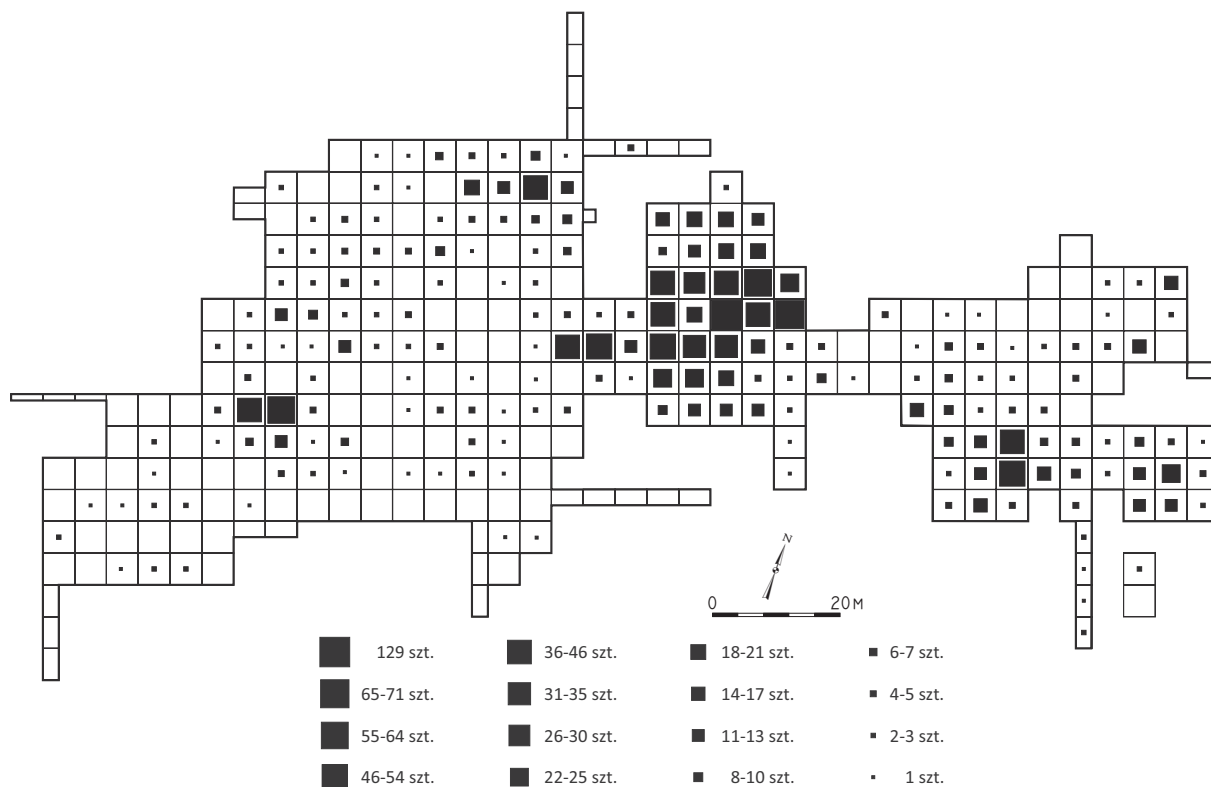 N
0 20 M
129 szt. 36-46 szt. 18-21 szt. 6-7 szt.
65-71 szt. 31-35 szt. 14-17 szt. 4-5 szt.
55-64 szt. 26-30 szt. 11-13 szt. 2-3 szt.
46-54 szt. 22-25 szt. 8-10 szt. 1 szt.